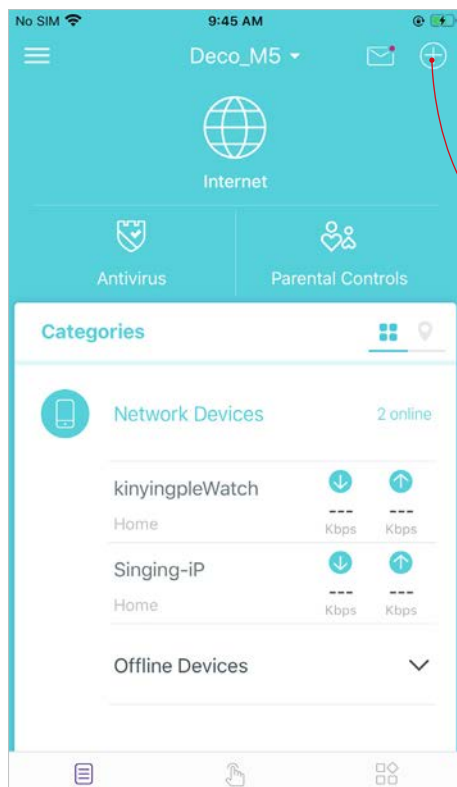 No SIM 9:45 AM
Deco_M5
Internet
Antivirus Parental Controls
Categories
Network Devices 2 online
kinyingpleWatch --- ---
Home Kbps Kbps
Singing-iP --- ---
Home Kbps Kbps
Offline Devices